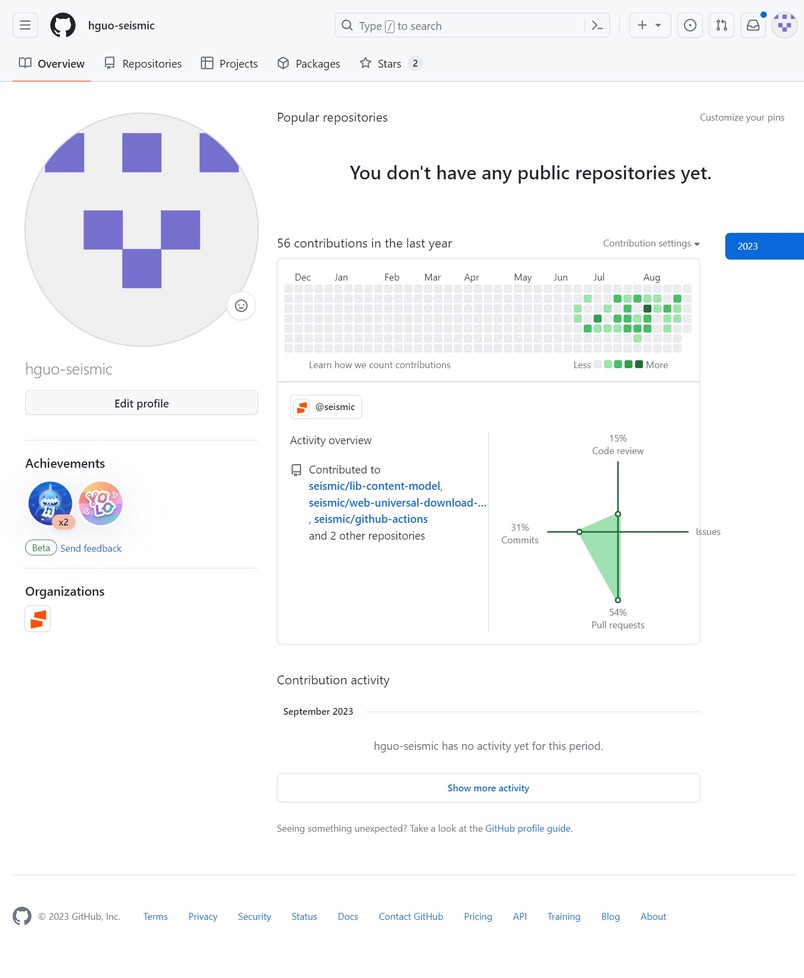 hguo-seismic
Type / to search
Overview
Repositories
Projects
Packages
Stars 2
Popular repositories
Customize your pins
You don't have any public repositories yet.
56 contributions in the last year
Contribution settings
2023
Dec Jan Feb Mar Apr May Jun Jul Aug
Learn how we count contributions
Less More
hguo-seismic
Edit profile
@seismic
Activity overview
Contributed to
seismic/lib-content-model,
seismic/web-universal-download-...
, seismic/github-actions
and 2 other repositories
15%
Code review
31%
Commits
Issues
54%
Pull requests
Achievements
YOLO
x2
Beta Send feedback
Organizations
Contribution activity
September 2023
hguo-seismic has no activity yet for this period.
Show more activity
Seeing something unexpected? Take a look at the GitHub profile guide.
© 2023 GitHub, Inc. Terms Privacy Security Status Docs Contact GitHub Pricing API Training Blog About